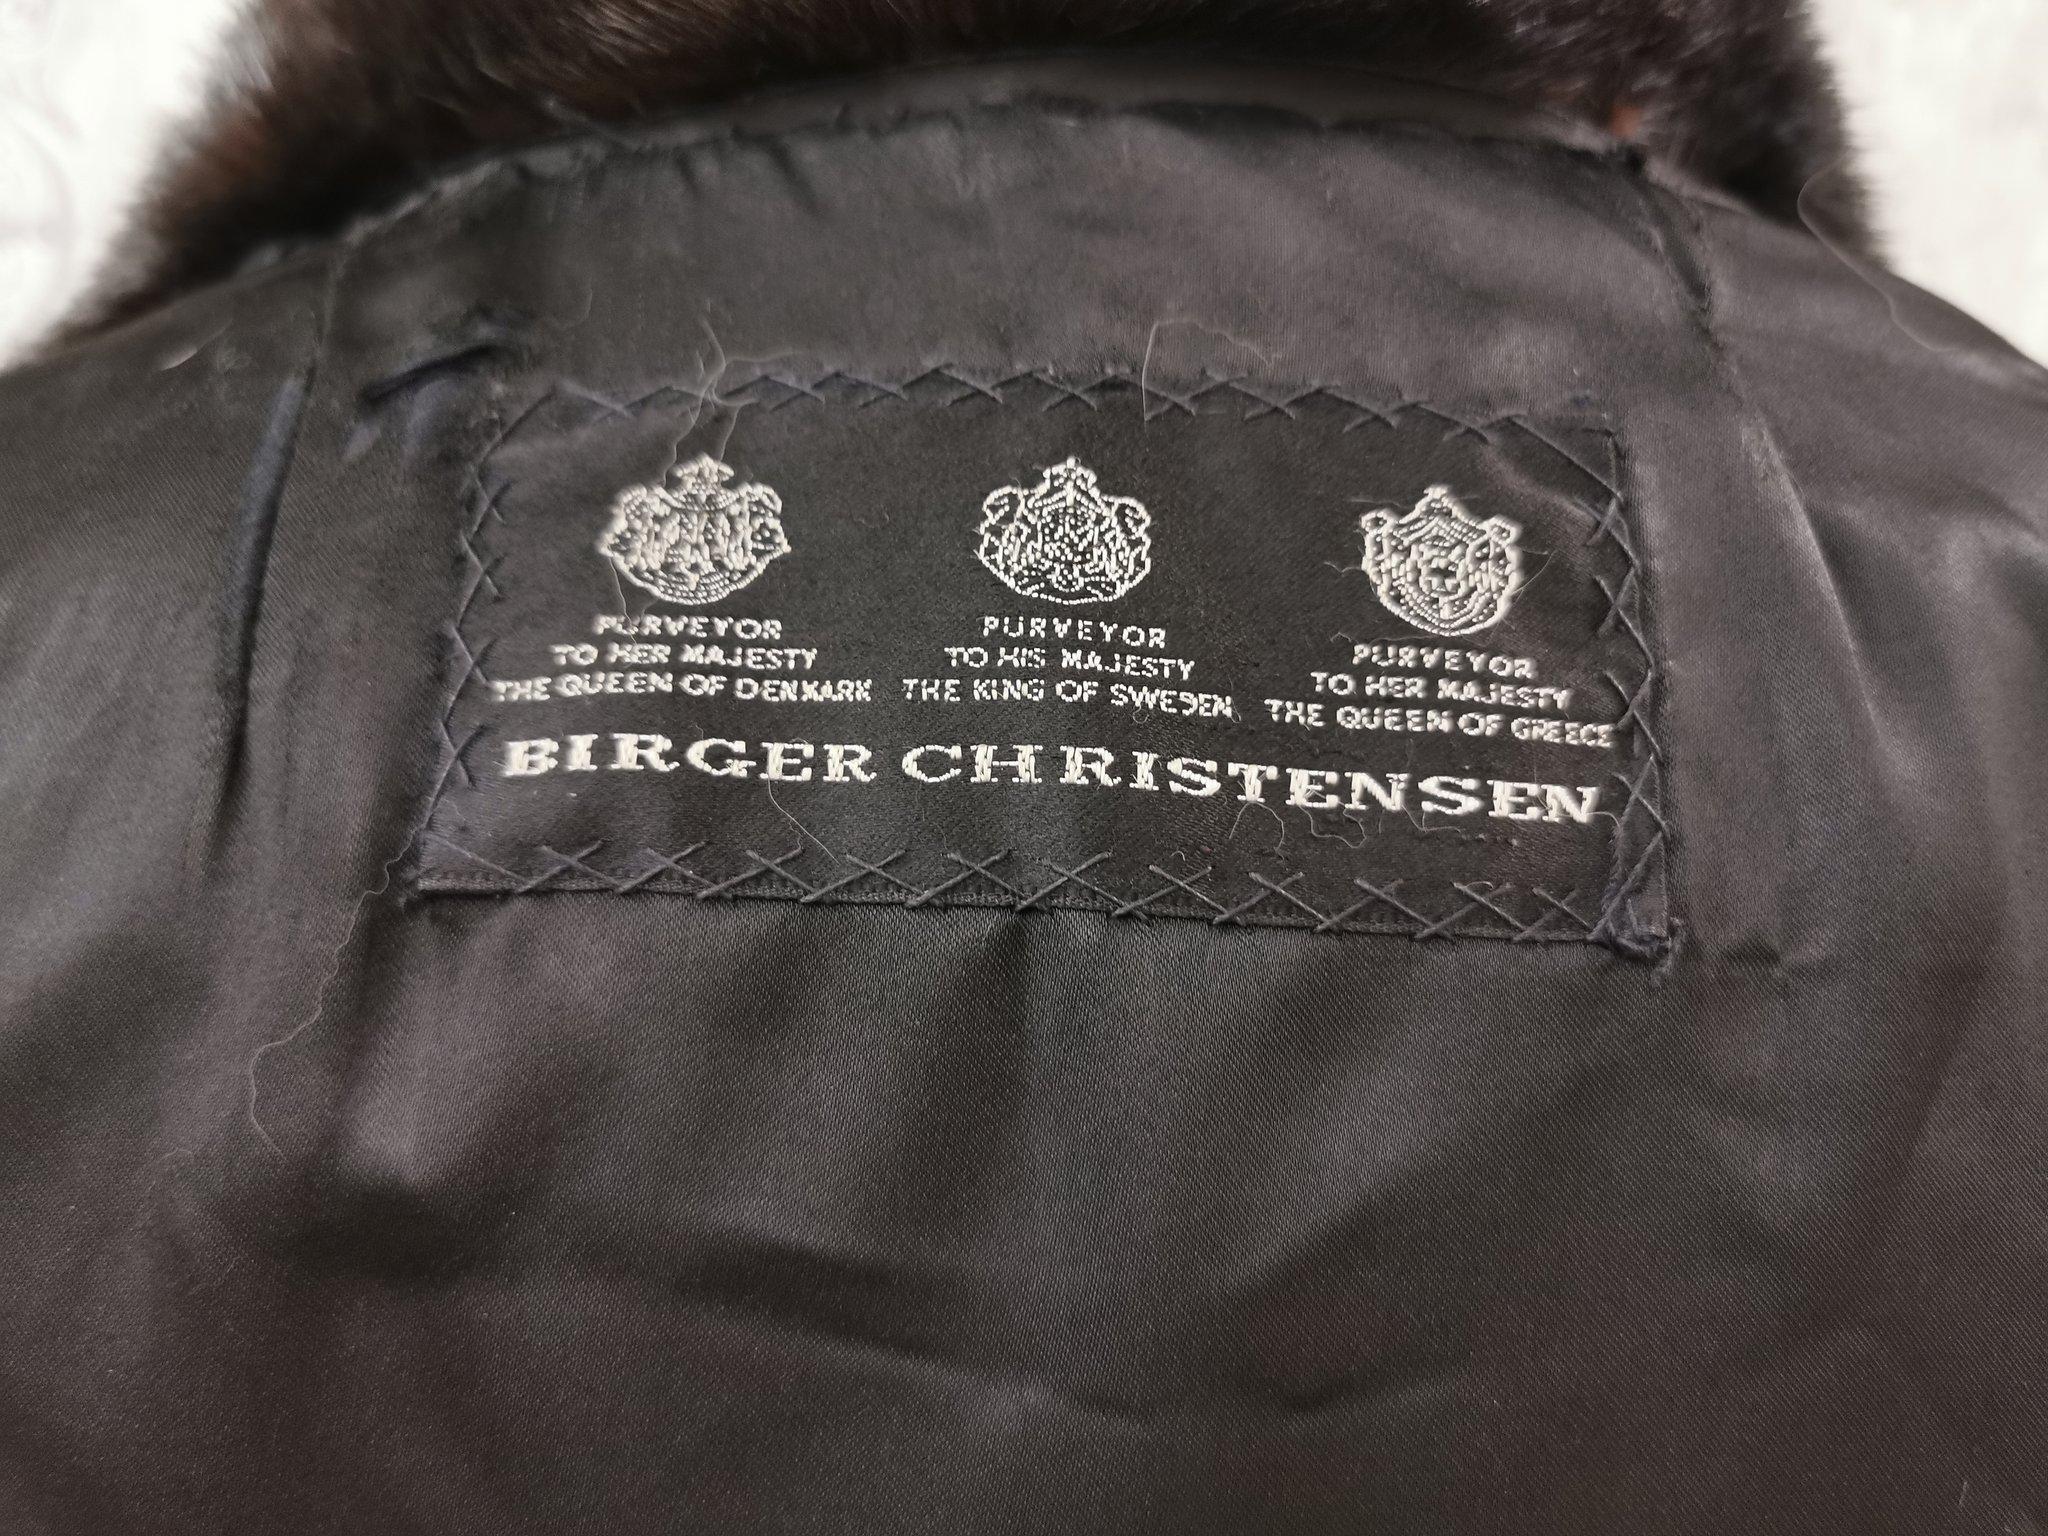 PURVEYOR
TO HER MAJESTY
THE QUEEN OF DENMARK
PURVEYOR
TO HIS MAJESTY
THE KING OF SWEDEN
PURVEYOR
TO HER MAJESTY
THE QUEEN OF GREECE
BIRGER CHRISTENSEN